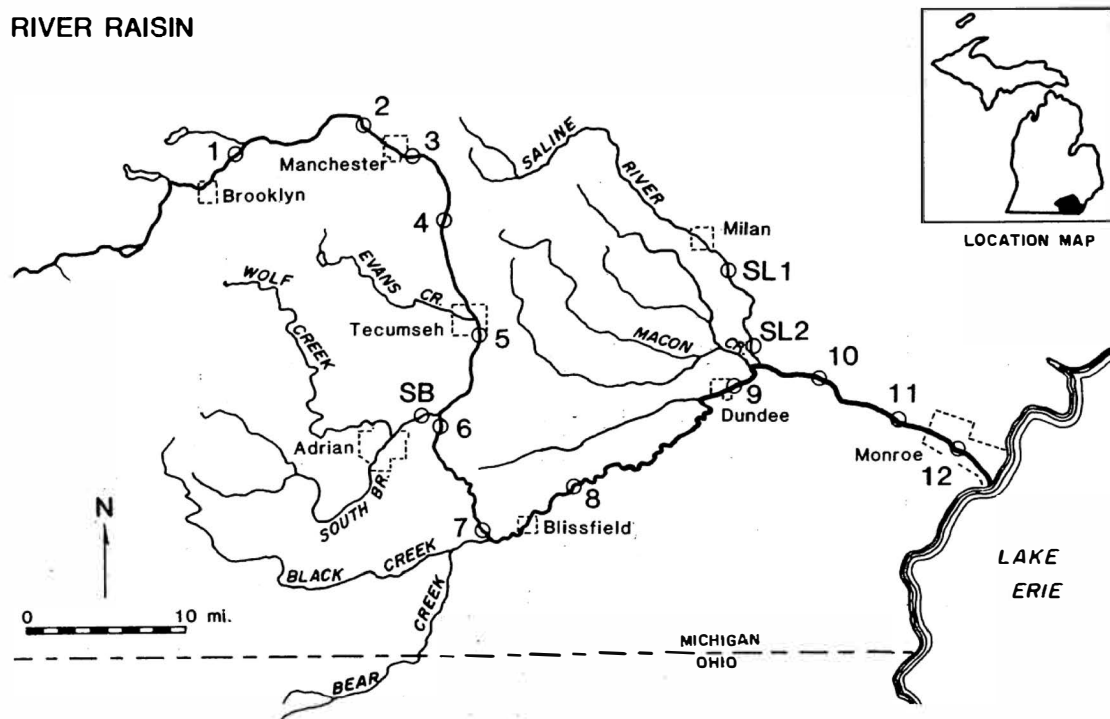 RIVER RAISIN
LOCATION MAP
1
2
3
Manchester
Brooklyn
4
SALINE
RIVER
Milan
SL1
SL2
WOLF
CREEK
EVANS
CR.
Tecumseh
5
MACON
CR.
10
9
Dundee
11
Monroe
12
SB
6
Adrian
SOUTH BR.
8
7
Blissfield
BLACK CREEK
BEAR CREEK
N
0 10 mi.
LAKE
ERIE
MICHIGAN
OHIO